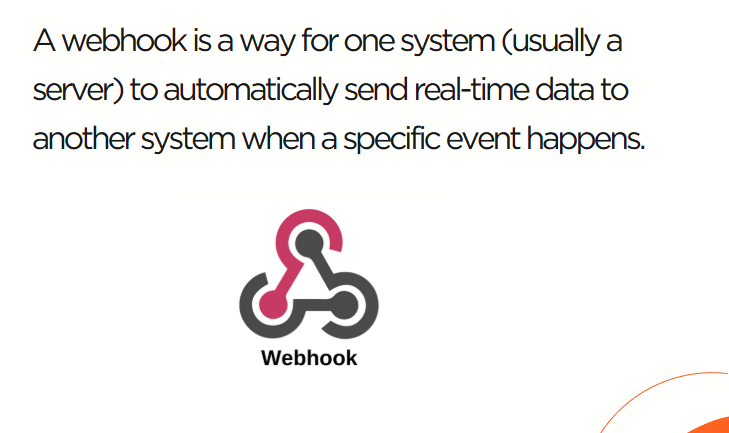 A webhook is a way for one system (usually a
server) to automatically send real-time data to
another system when a specific event happens.
Webhook